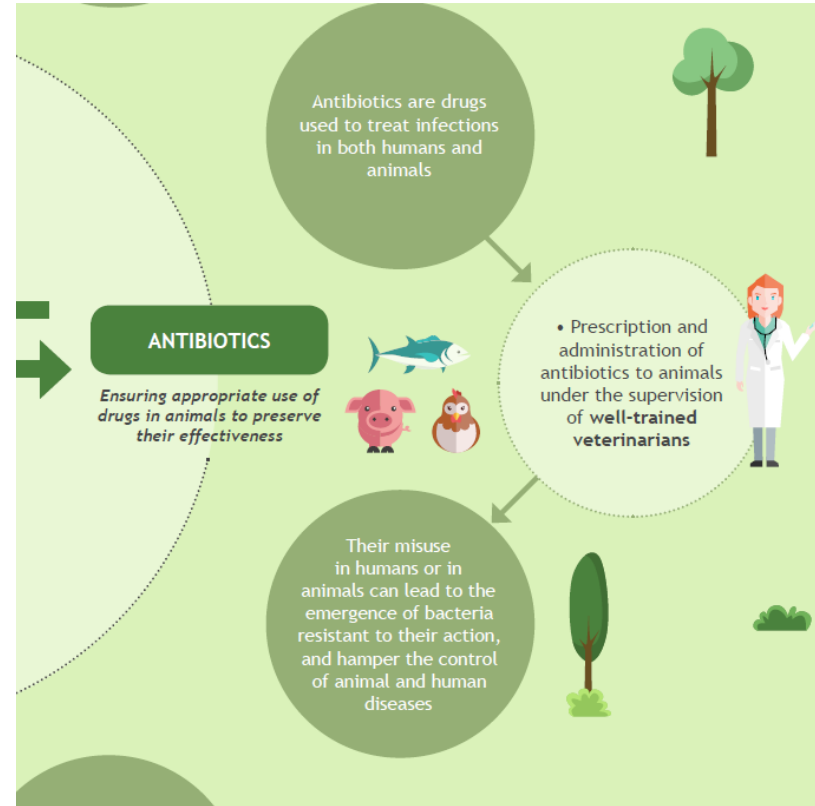 Antibiotics are drugs
used to treat infections
in both humans and
animals
ANTIBIOTICS
Ensuring appropriate use of
drugs in animals to preserve
their effectiveness
• Prescription and
administration of
antibiotics to animals
under the supervision
of well-trained
veterinarians
Their misuse
in humans or in
animals can lead to the
emergence of bacteria
resistant to their action,
and hamper the control
of animal and human
diseases